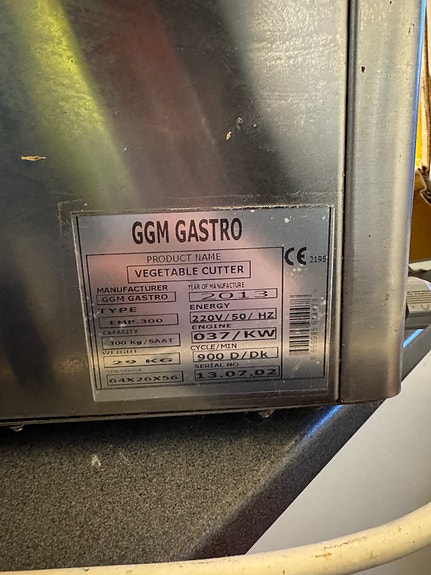 GGM GASTRO
PRODUCT NAME
VEGETABLE CUTTER
CE 2195
MANUFACTURER YEAR OF MANUFACTURE
GGM GASTRO 2013
TYPE ENERGY
EMP.300 220V/50/ HZ
CAPACITY ENGINE
300 Kg/SAAT 037/KW
WEIGHT CYCLE/MIN
29 KG 900 D/Dk
SERIAL NO
64X26X56 13.07.02